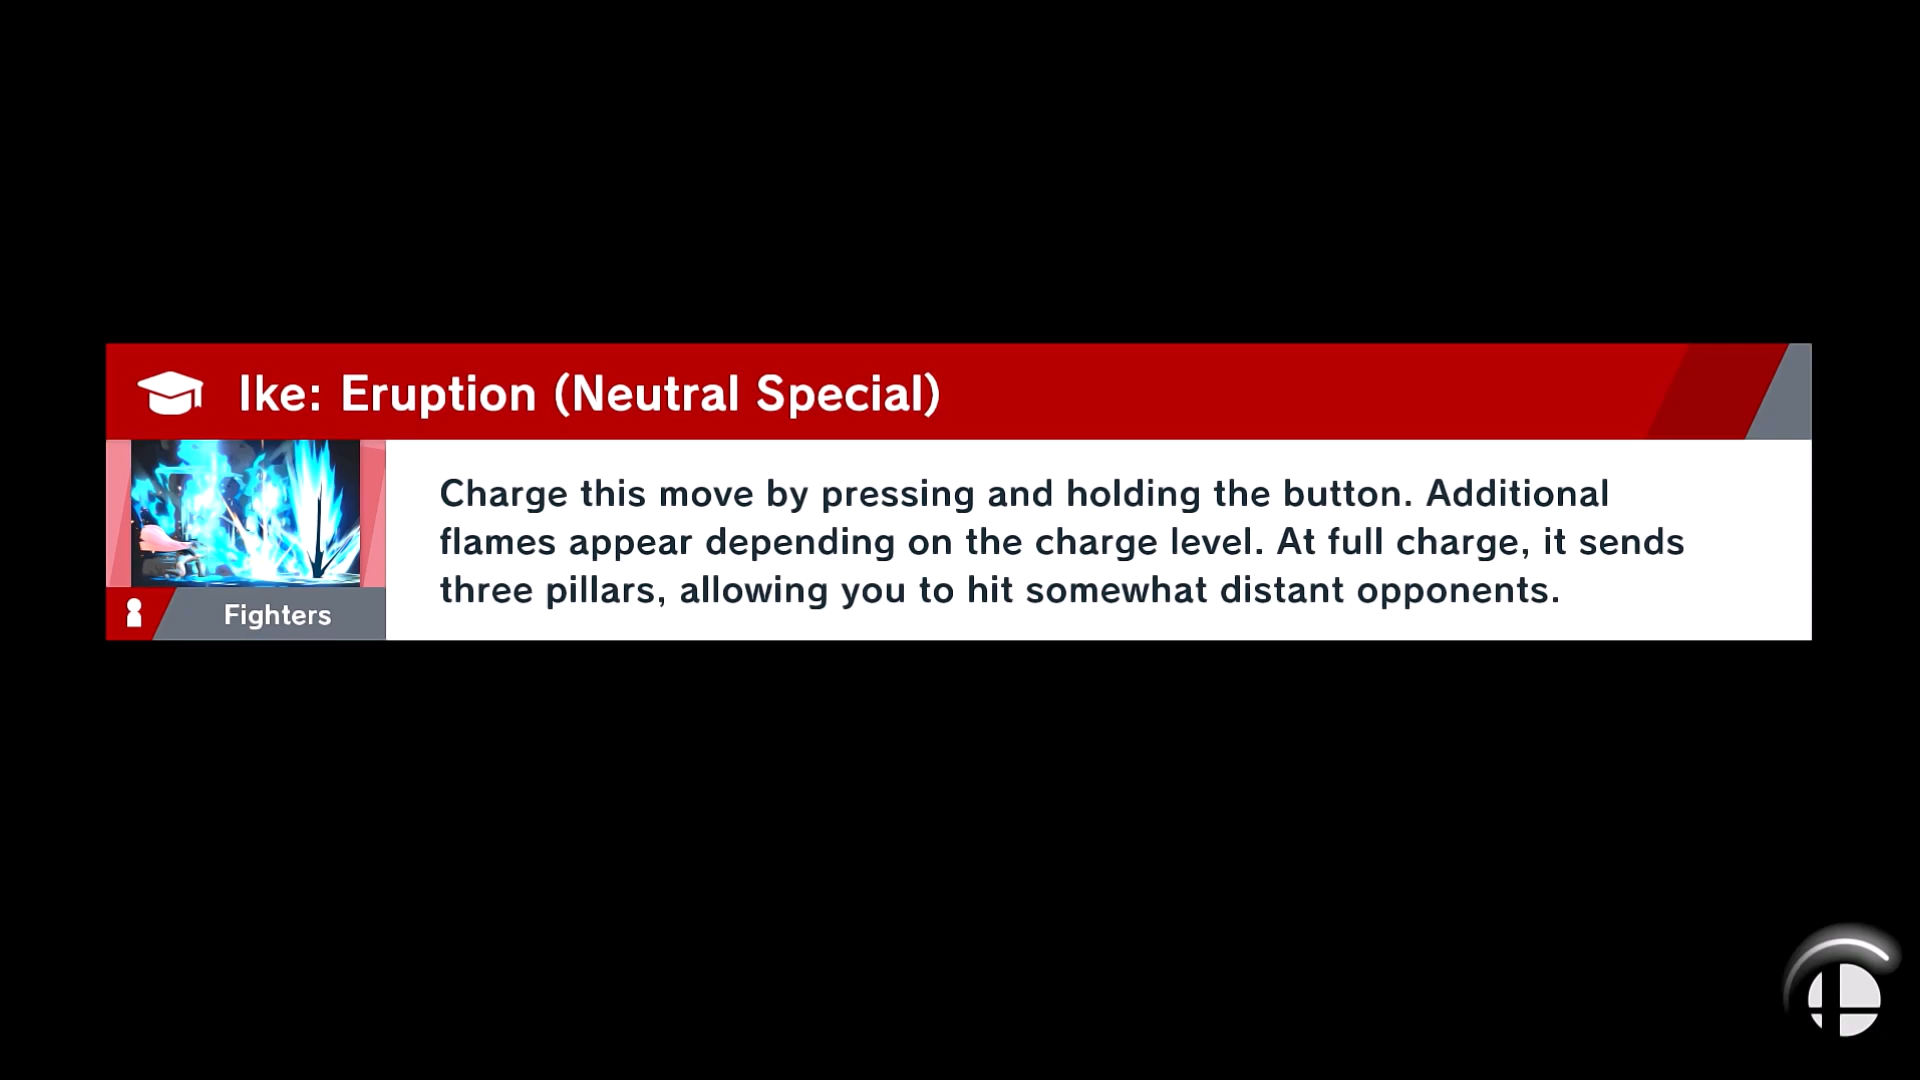 Ike: Eruption (Neutral Special)
Charge this move by pressing and holding the button. Additional
flames appear depending on the charge level. At full charge, it sends
three pillars, allowing you to hit somewhat distant opponents.
Fighters